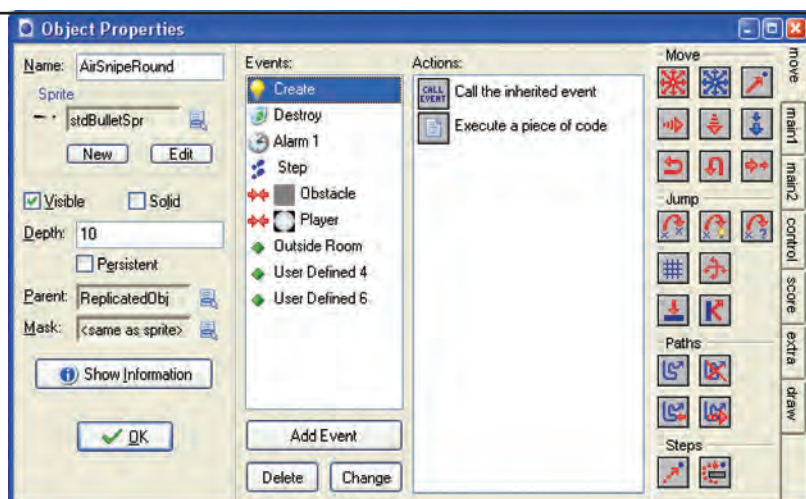 Object Properties
Name: AirSnipeRound
Sprite
stdBulletSpr
New Edit
Visible Solid
Depth: 10
Persistent
Parent: ReplicatedObj
Mask: <same as sprite>
Show Information
OK
Events:
Create
Destroy
Alarm 1
Step
Obstacle
Player
Outside Room
User Defined 4
User Defined 6
Add Event
Delete Change
Actions:
CALL EVENT Call the inherited event
Execute a piece of code
Move
Jump
Paths
Steps
move
main1
main2
control
score
extra
draw